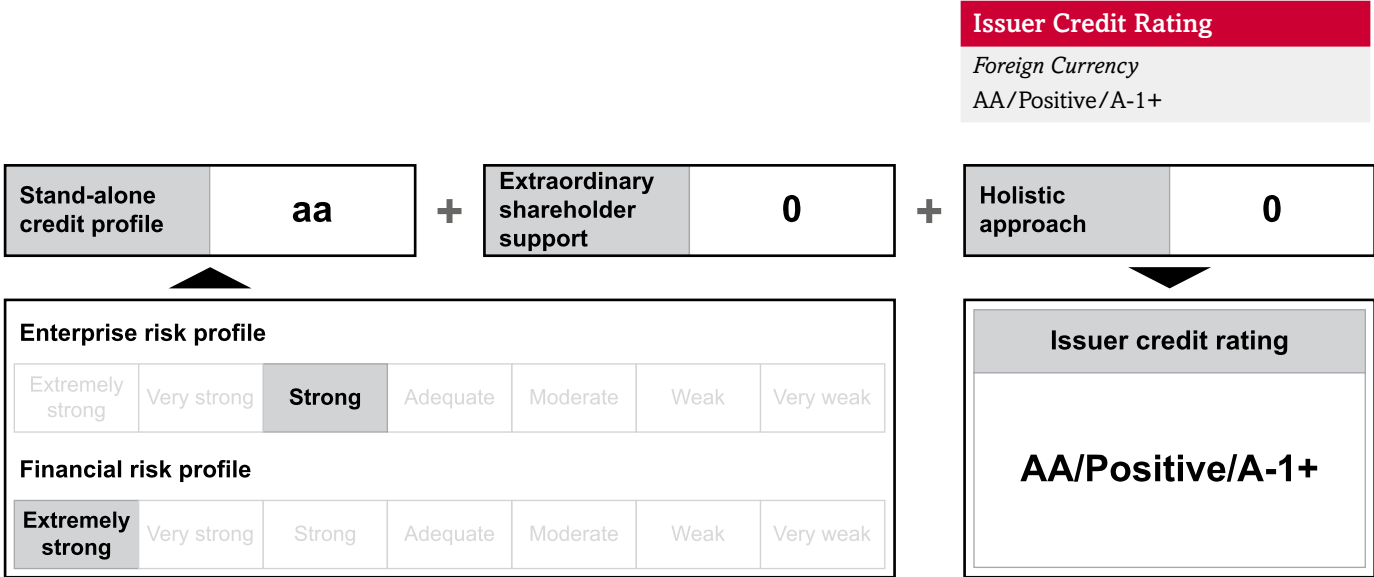 Issuer Credit Rating
Foreign Currency
AA/Positive/A-1+
Stand-alone
credit profile
aa
+
Extraordinary
shareholder
support
0
+
Holistic
approach
0
Enterprise risk profile
Extremely
strong
Very strong
Strong
Adequate
Moderate
Weak
Very weak
Financial risk profile
Extremely
strong
Very strong
Strong
Adequate
Moderate
Weak
Very weak
Issuer credit rating
AA/Positive/A-1+